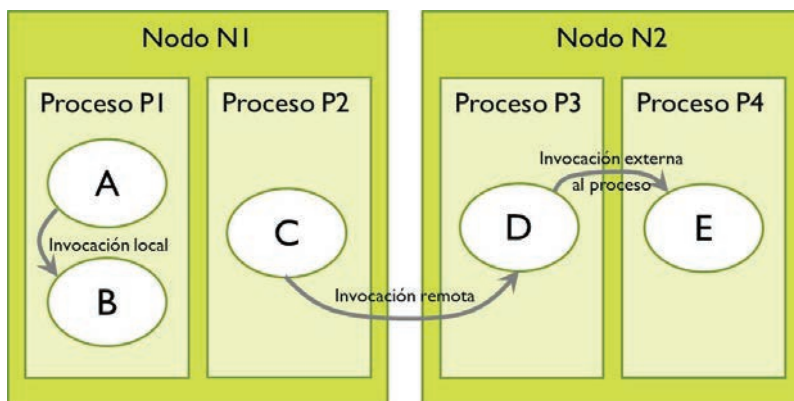 Nodo N1
Proceso P1
A
Invocación local
B
Proceso P2
C
Invocación remota
Nodo N2
Proceso P3
D
Invocación externa
al proceso
Proceso P4
E